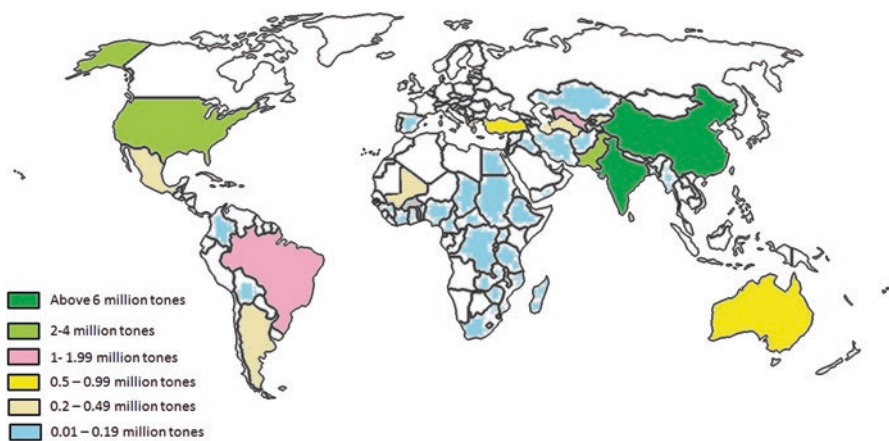 Above 6 million tones
2-4 million tones
1- 1.99 million tones
0.5 – 0.99 million tones
0.2 – 0.49 million tones
0.01 – 0.19 million tones